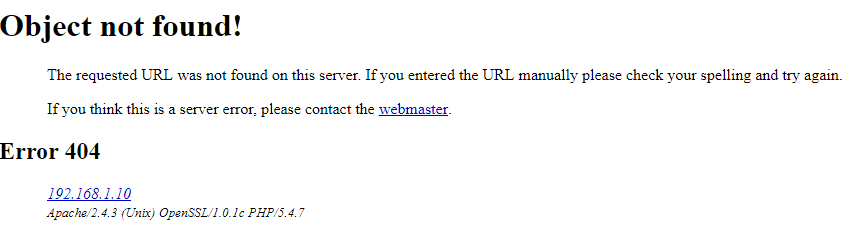 Object not found!
The requested URL was not found on this server. If you entered the URL manually please check your spelling and try again.
If you think this is a server error, please contact the webmaster.
Error 404
192.168.1.10
Apache/2.4.3 (Unix) OpenSSL/1.0.1c PHP/5.4.7